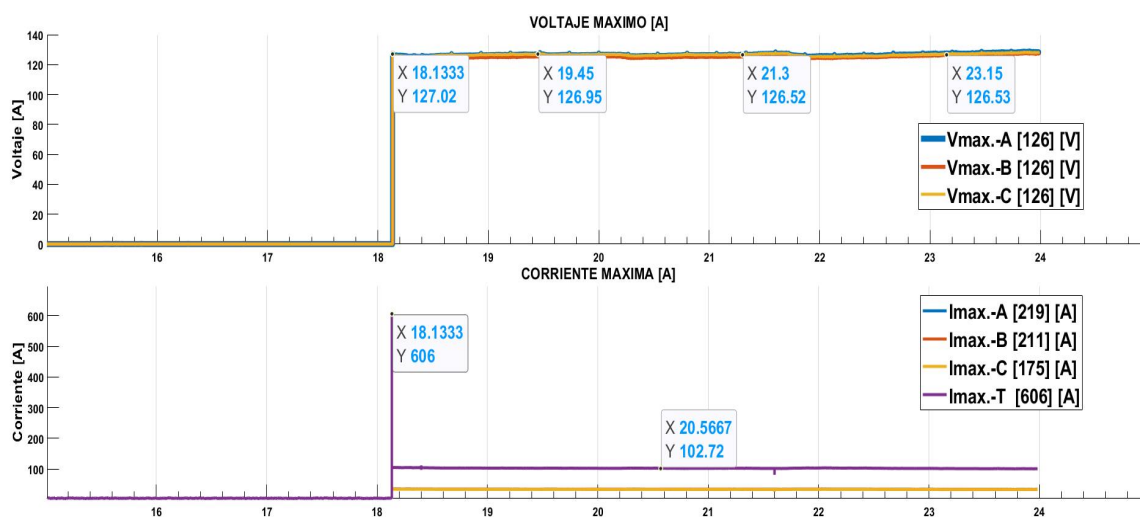 VOLTAJE MAXIMO [A]
Voltaje [A]
140
120
100
80
60
40
20
0
X 18.1333
Y 127.02
X 19.45
Y 126.95
X 21.3
Y 126.52
X 23.15
Y 126.53
Vmax.-A [126] [V]
Vmax.-B [126] [V]
Vmax.-C [126] [V]
16 17 18 19 20 21 22 23 24
CORRIENTE MAXIMA [A]
Corriente [A]
600
500
400
300
200
100
X 18.1333
Y 606
X 20.5667
Y 102.72
Imax.-A [219] [A]
Imax.-B [211] [A]
Imax.-C [175] [A]
Imax.-T [606] [A]
16 17 18 19 20 21 22 23 24